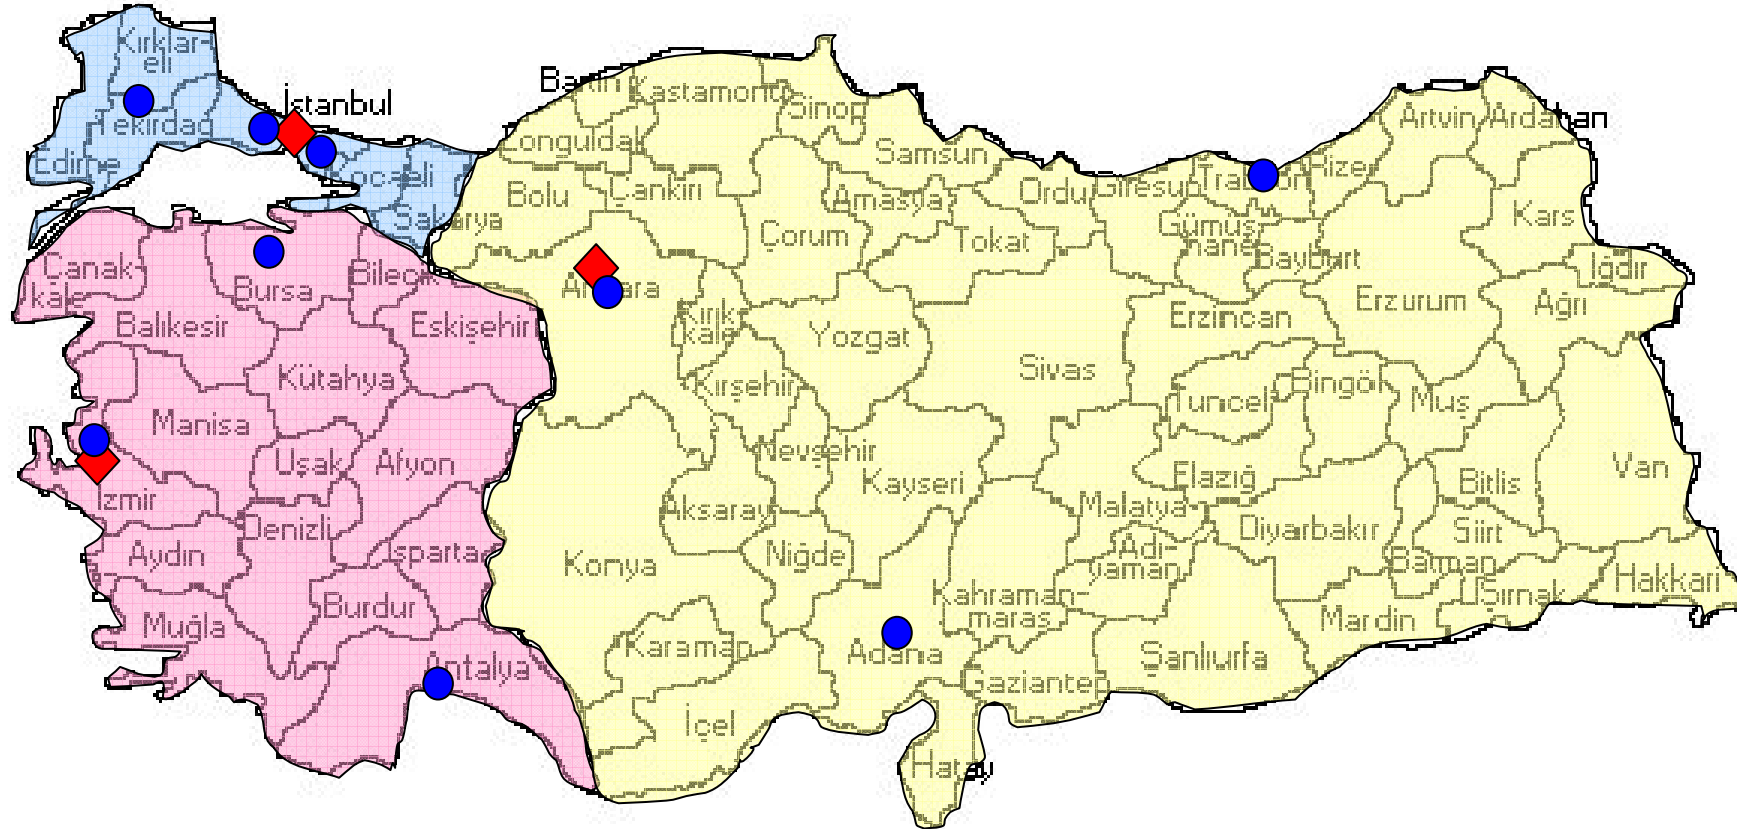 Kırklar-
eli
İstanbul
Tekirdağ
Edirne
Kocaeli
Sakarya
Bartın
Kastamonu
Sinop
Zonguldak
Samsun
Bolu
Çankırı
Amasya
Ordu
Giresun
Trabzon
Rize
Artvin
Ardahan
Kars
Iğdır
Çorum
Tokat
Gümüş-
hane
Bayburt
Erzurum
Ağrı
Çanak-
kale
Bursa
Bilecik
Ankara
Balıkesir
Eskişehir
Kırık-
kale
Yozgat
Sivas
Erzincan
Kütahya
Kırşehir
Tunceli
Bingöl
Muş
Manisa
Uşak
Afyon
Nevşehir
Kayseri
Elazığ
Bitlis
Van
İzmir
Aksaray
Malatya
Denizli
Diyarbakır
Siirt
Aydın
Isparta
Konya
Niğde
Adı-
yaman
Batman
Şırnak
Hakkari
Burdur
Kahraman-
maraş
Mardin
Muğla
Karaman
Adana
Şanlıurfa
Antalya
Gaziantep
İçel
Hatay